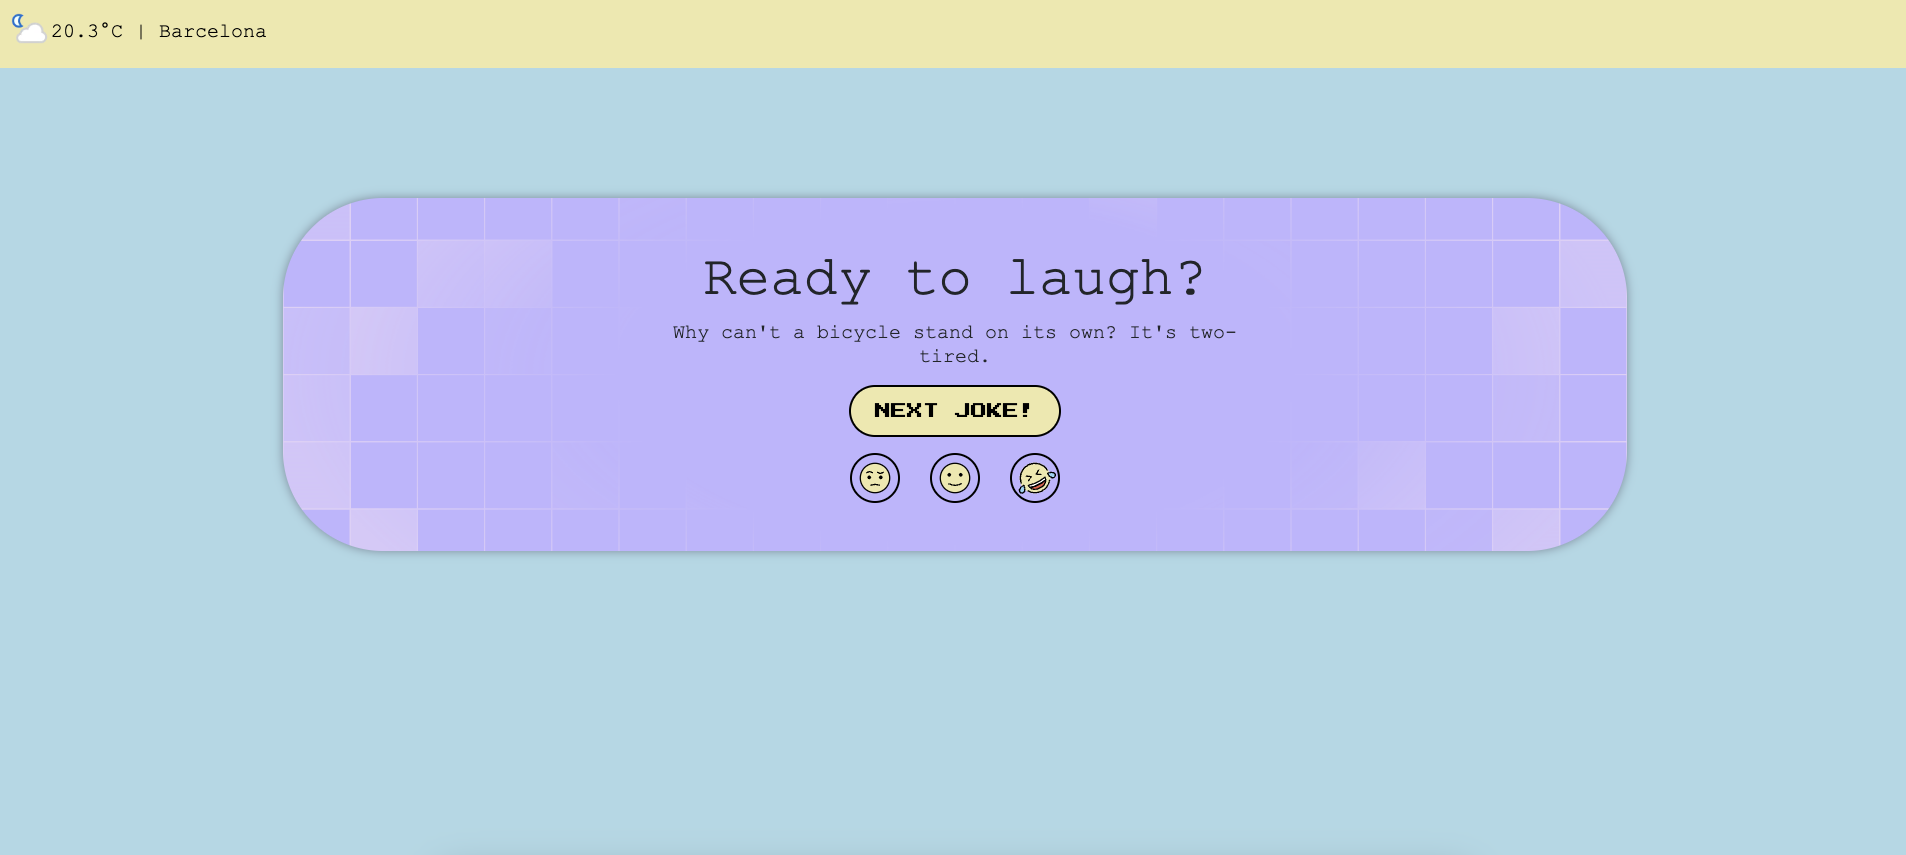 20.3°C | Barcelona
Ready to laugh?
Why can't a bicycle stand on its own? It's two-
tired.
NEXT JOKE!